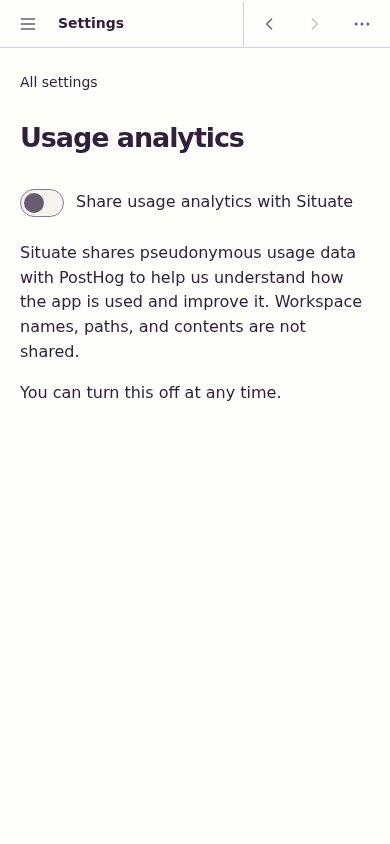 Settings
All settings
Usage analytics
Share usage analytics with Situate
Situate shares pseudonymous usage data
with PostHog to help us understand how
the app is used and improve it. Workspace
names, paths, and contents are not
shared.
You can turn this off at any time.